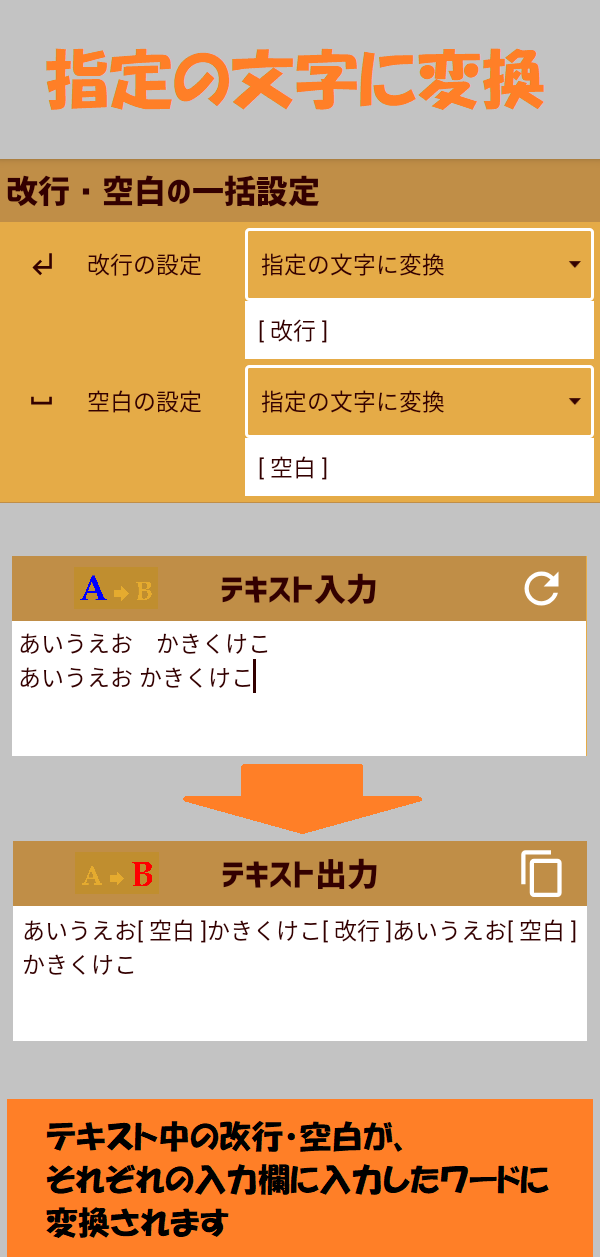 指定の文字に変換
改行・空白の一括設定
改行の設定 指定の文字に変換
[ 改行 ]
空白の設定 指定の文字に変換
[ 空白 ]
A B テキスト入力
あいうえお　かきくけこ
あいうえお かきくけこ
A B テキスト出力
あいうえお[ 空白 ]かきくけこ[ 改行 ]あいうえお[ 空白 ]
かきくけこ
テキスト中の改行・空白が、
それぞれの入力欄に入力したワードに
変換されます